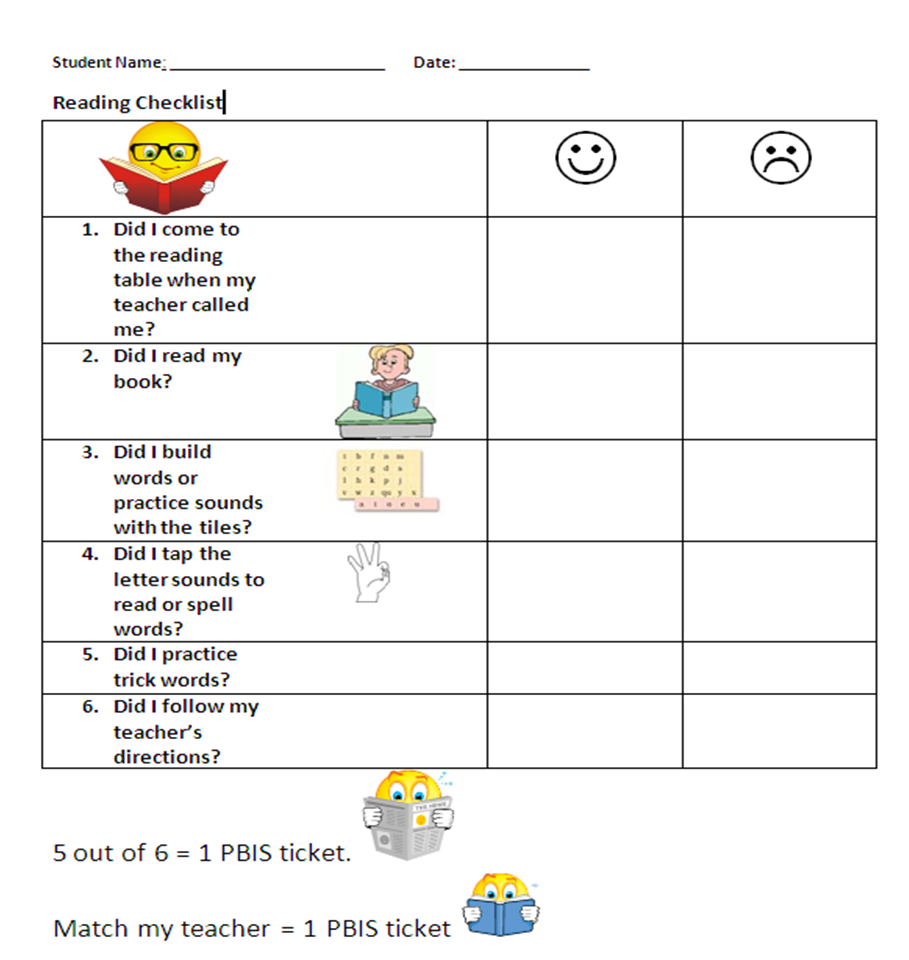 Student Name: ______________________ Date: ______________
Reading Checklist
1. Did I come to
the reading
table when my
teacher called
me?
2. Did I read my
book?
3. Did I build
words or
practice sounds
with the tiles?
t b f n m
c r g d s
l h k p j
v w z qu y x
a i o e u
4. Did I tap the
letter sounds to
read or spell
words?
5. Did I practice
trick words?
6. Did I follow my
teacher’s
directions?
THE NEWS
5 out of 6 = 1 PBIS ticket.
Match my teacher = 1 PBIS ticket